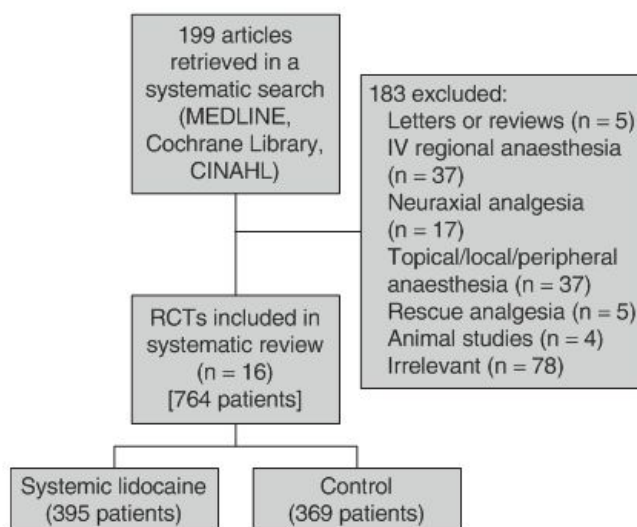 199 articles
retrieved in a
systematic search
(MEDLINE,
Cochrane Library,
CINAHL)
183 excluded:
Letters or reviews (n = 5)
IV regional anaesthesia
(n = 37)
Neuraxial analgesia
(n = 17)
Topical/local/peripheral
anaesthesia (n = 37)
Rescue analgesia (n = 5)
Animal studies (n = 4)
Irrelevant (n = 78)
RCTs included in
systematic review
(n = 16)
[764 patients]
Systemic lidocaine
(395 patients)
Control
(369 patients)